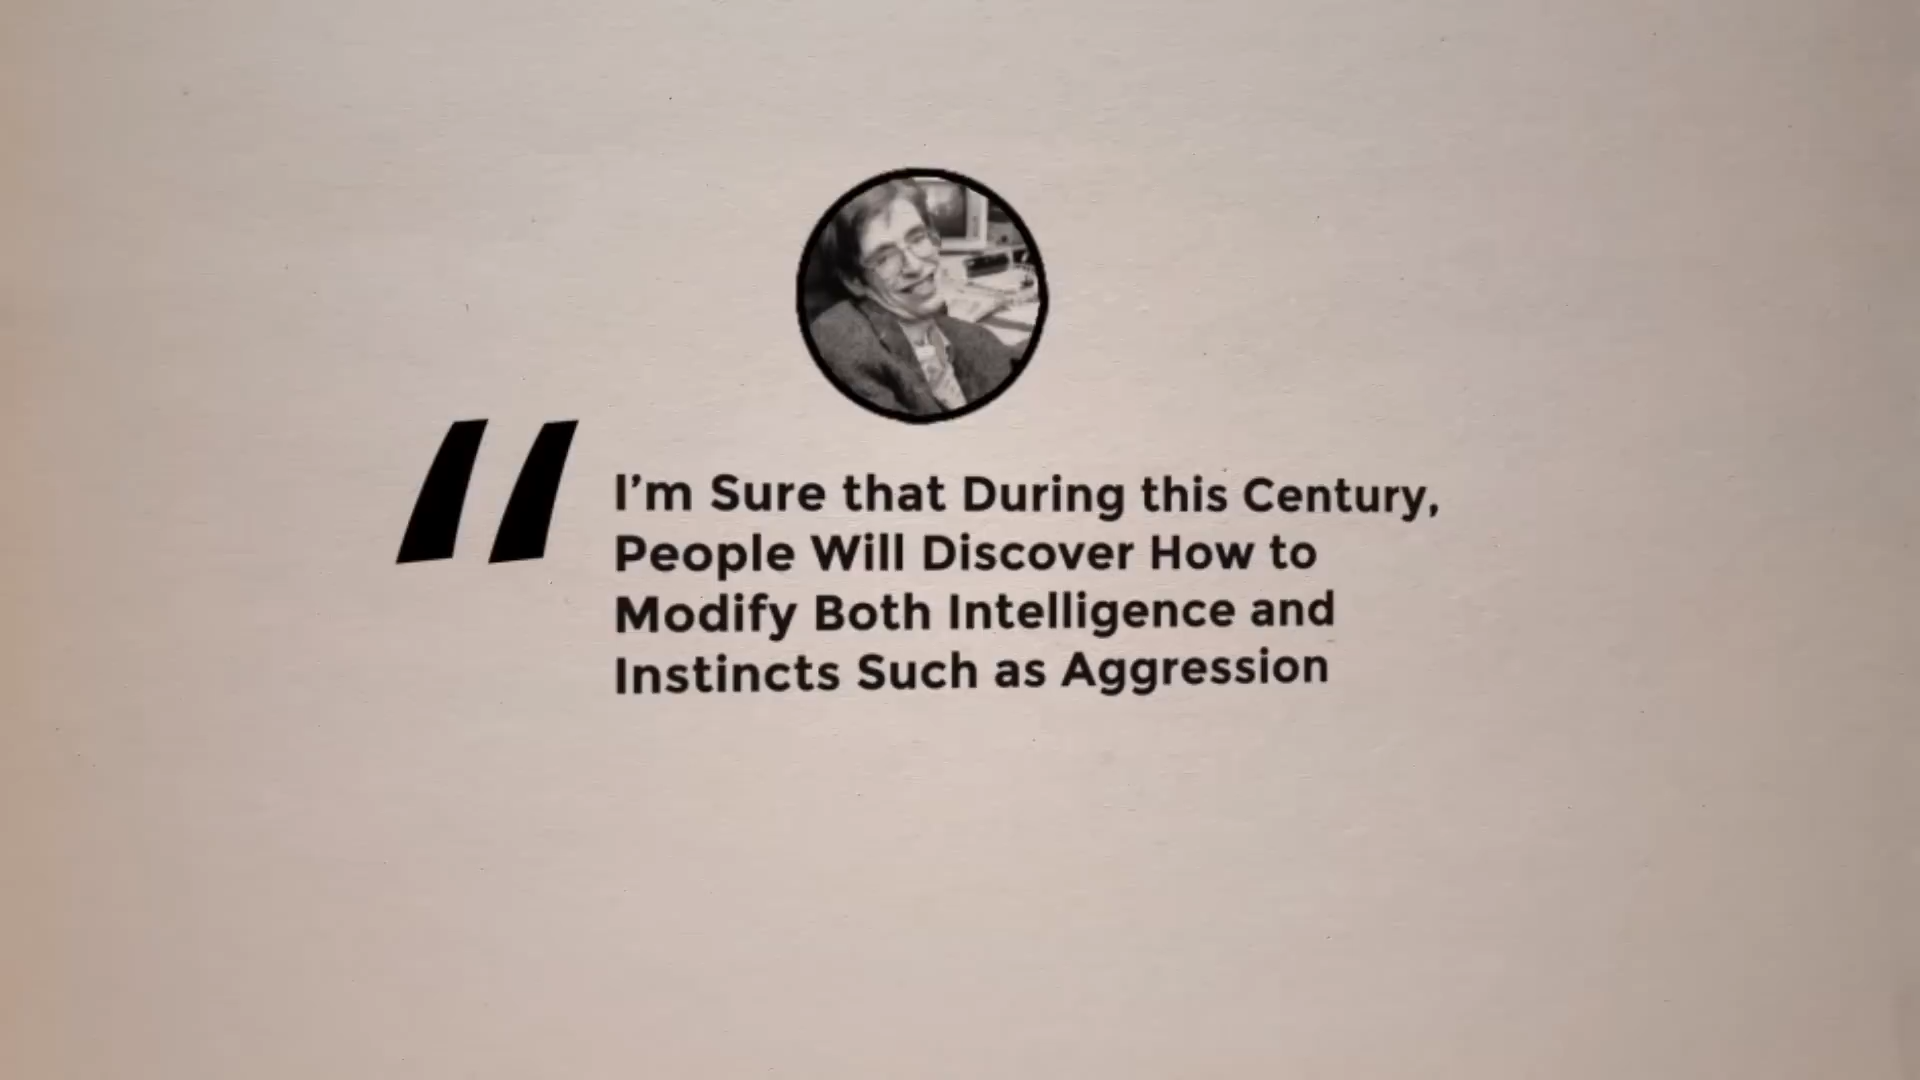 “
I’m Sure that During this Century,
People Will Discover How to
Modify Both Intelligence and
Instincts Such as Aggression